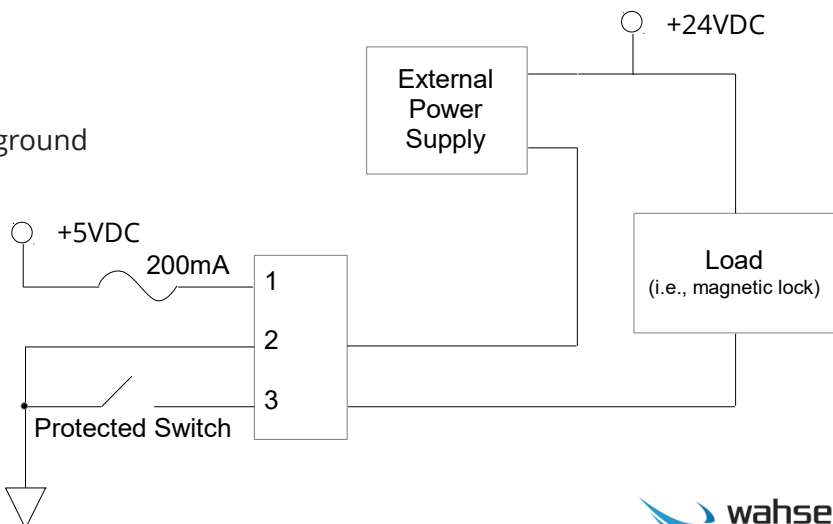 +24VDC
External
Power
Supply
ground
+5VDC
200mA
1
Load
(i.e., magnetic lock)
2
3
Protected Switch
wahse